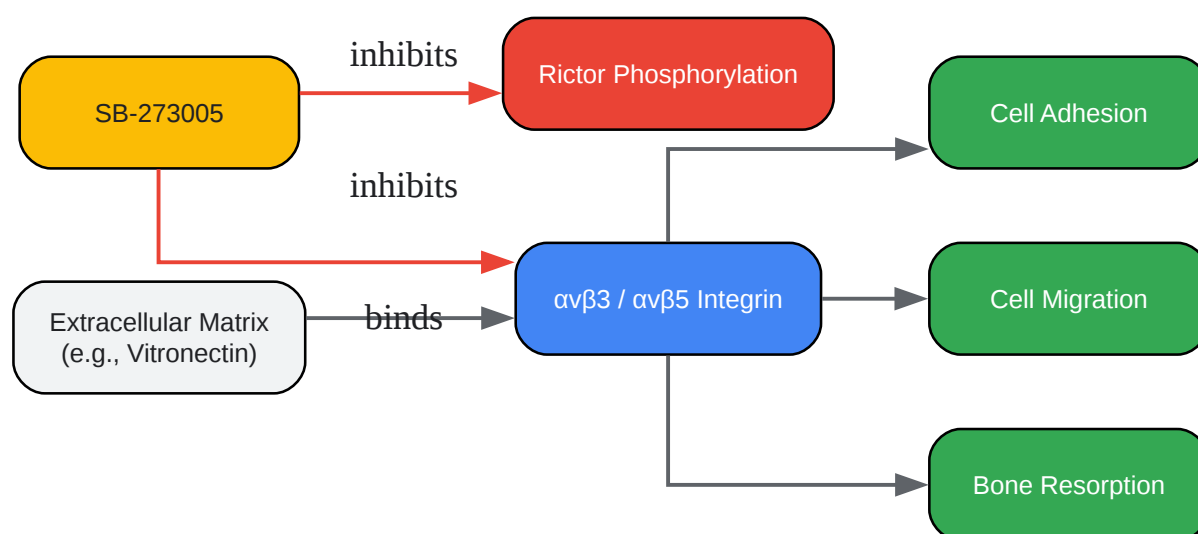 inhibits
Rictor Phosphorylation
SB-273005
Cell Adhesion
inhibits
αvβ3 / αvβ5 Integrin
Cell Migration
binds
Extracellular Matrix
(e.g., Vitronectin)
Bone Resorption